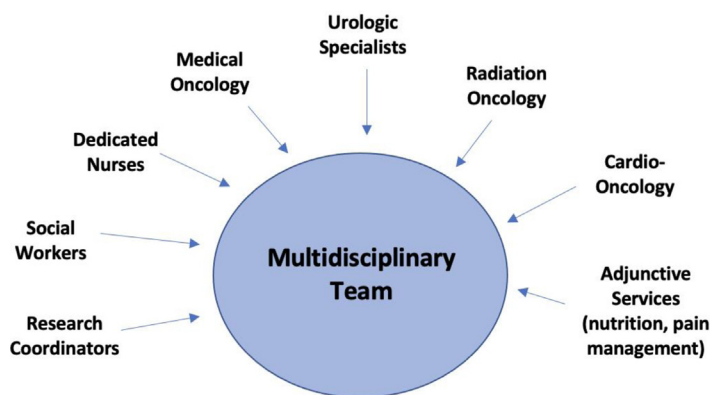 Urologic
Specialists
Medical
Oncology
Radiation
Oncology
Dedicated
Nurses
Cardio-
Oncology
Social
Workers
Multidisciplinary
Team
Adjunctive
Services
(nutrition, pain
management)
Research
Coordinators